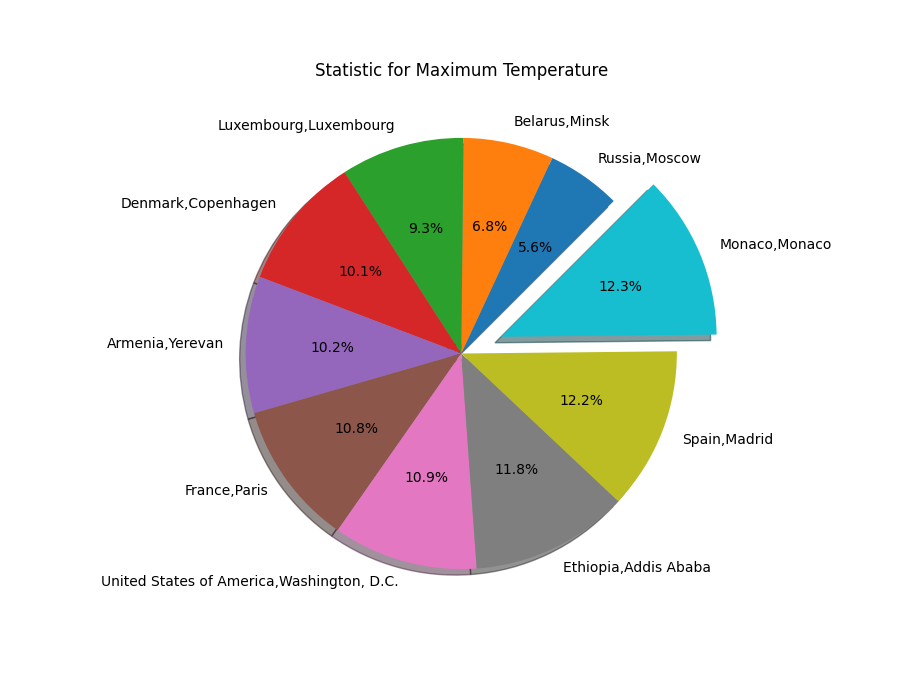 Statistic for Maximum Temperature
Belarus,Minsk
Luxembourg,Luxembourg
Russia,Moscow
Denmark,Copenhagen
6.8%
9.3%
5.6%
Monaco,Monaco
10.1%
12.3%
Armenia,Yerevan
10.2%
12.2%
10.8%
Spain,Madrid
11.8%
10.9%
France,Paris
Ethiopia,Addis Ababa
United States of America,Washington, D.C.